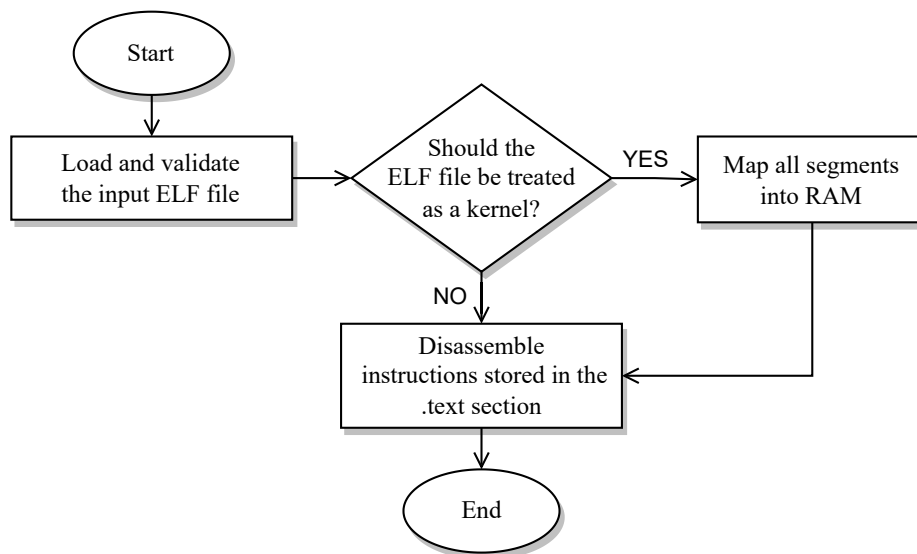 Start
Load and validate
the input ELF file
Should the
ELF file be treated
as a kernel?
YES
Map all segments
into RAM
NO
Disassemble
instructions stored in the
.text section
End